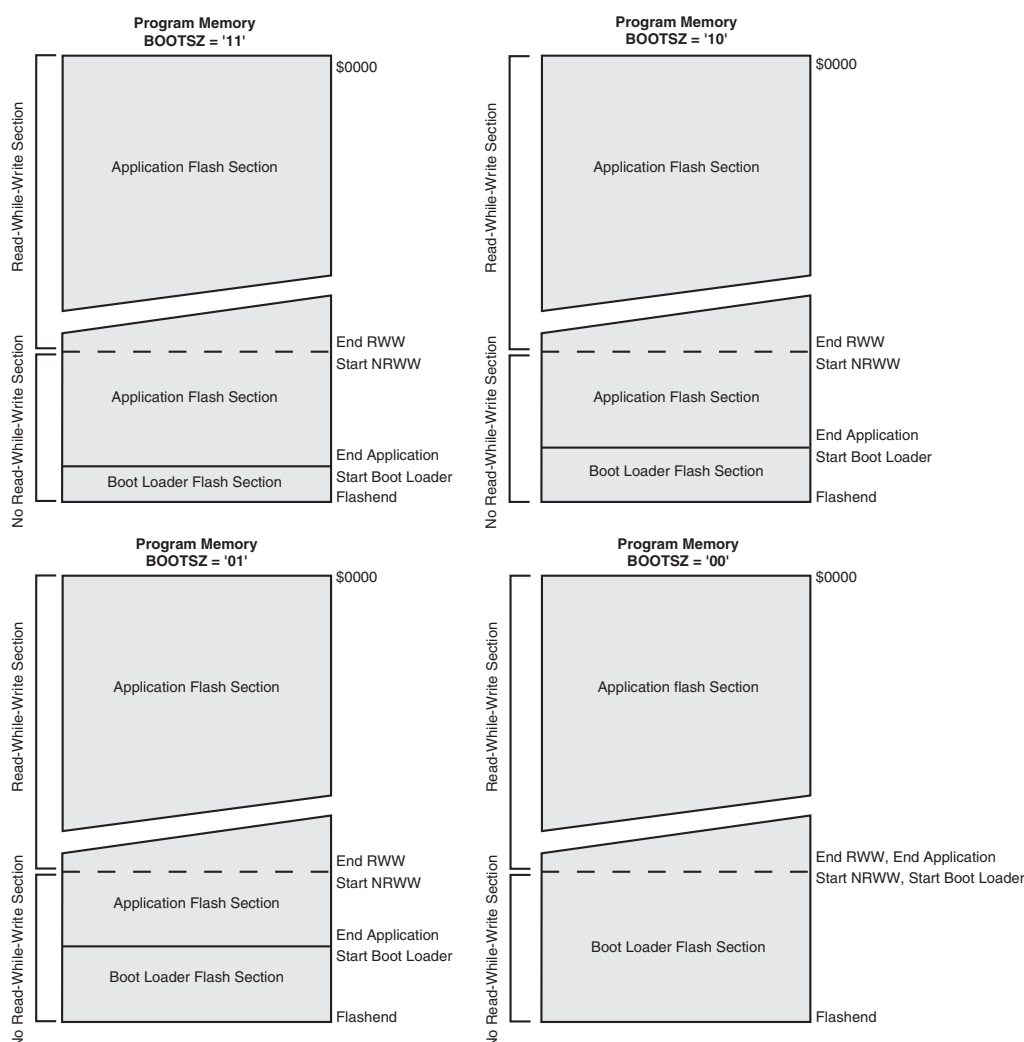 Program Memory
BOOTSZ = '11'
$0000
Read-While-Write Section
Application Flash Section
End RWW
Start NRWW
No Read-While-Write Section
Application Flash Section
End Application
Start Boot Loader
Boot Loader Flash Section
Flashend
Program Memory
BOOTSZ = '10'
$0000
Read-While-Write Section
Application Flash Section
End RWW
Start NRWW
No Read-While-Write Section
Application Flash Section
End Application
Start Boot Loader
Boot Loader Flash Section
Flashend
Program Memory
BOOTSZ = '01'
$0000
Read-While-Write Section
Application Flash Section
End RWW
Start NRWW
No Read-While-Write Section
Application Flash Section
End Application
Start Boot Loader
Boot Loader Flash Section
Flashend
Program Memory
BOOTSZ = '00'
$0000
Read-While-Write Section
Application flash Section
End RWW, End Application
Start NRWW, Start Boot Loader
No Read-While-Write Section
Boot Loader Flash Section
Flashend